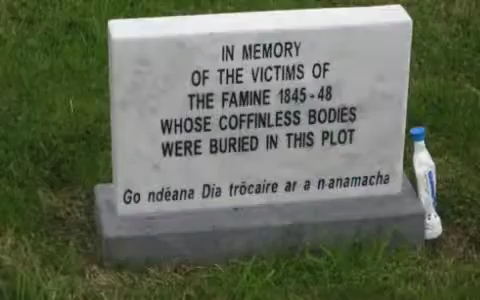 IN MEMORY
OF THE VICTIMS OF
THE FAMINE 1845-48
WHOSE COFFINLESS BODIES
WERE BURIED IN THIS PLOT
Go ndéana Dia trócaire ar a n-anamacha